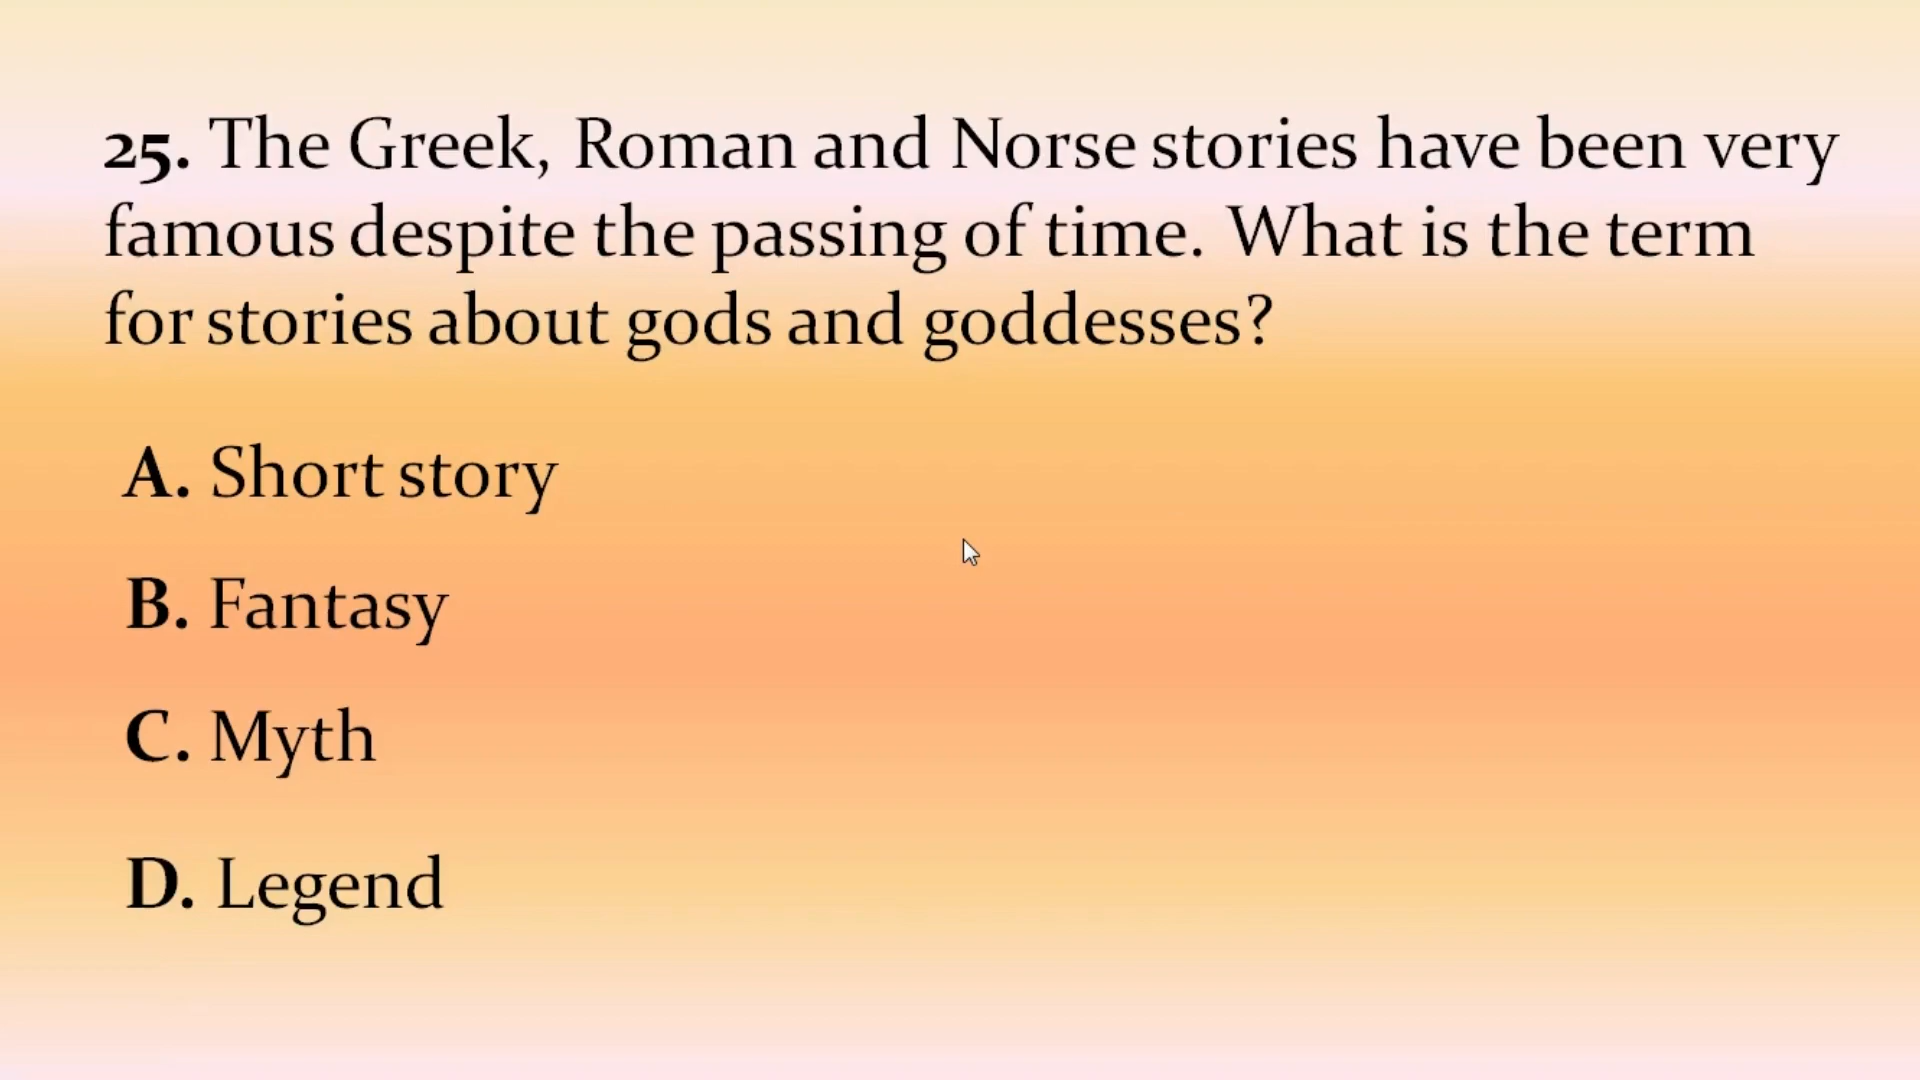 25. The Greek, Roman and Norse stories have been very
famous despite the passing of time. What is the term
for stories about gods and goddesses?
A. Short story
B. Fantasy
C. Myth
D. Legend